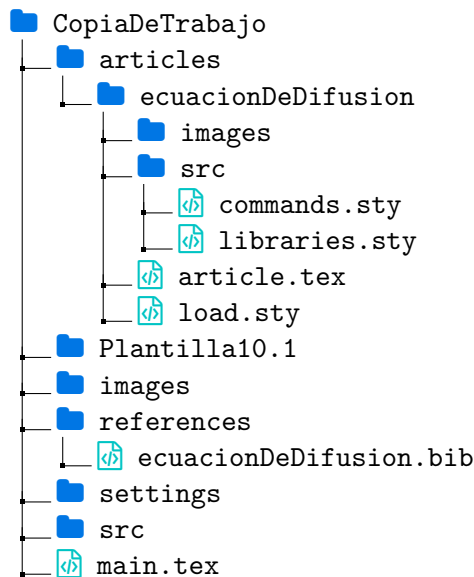 CopiaDeTrabajo
articles
ecuacionDeDifusion
images
src
commands.sty
libraries.sty
article.tex
load.sty
Plantilla10.1
images
references
ecuacionDeDifusion.bib
settings
src
main.tex